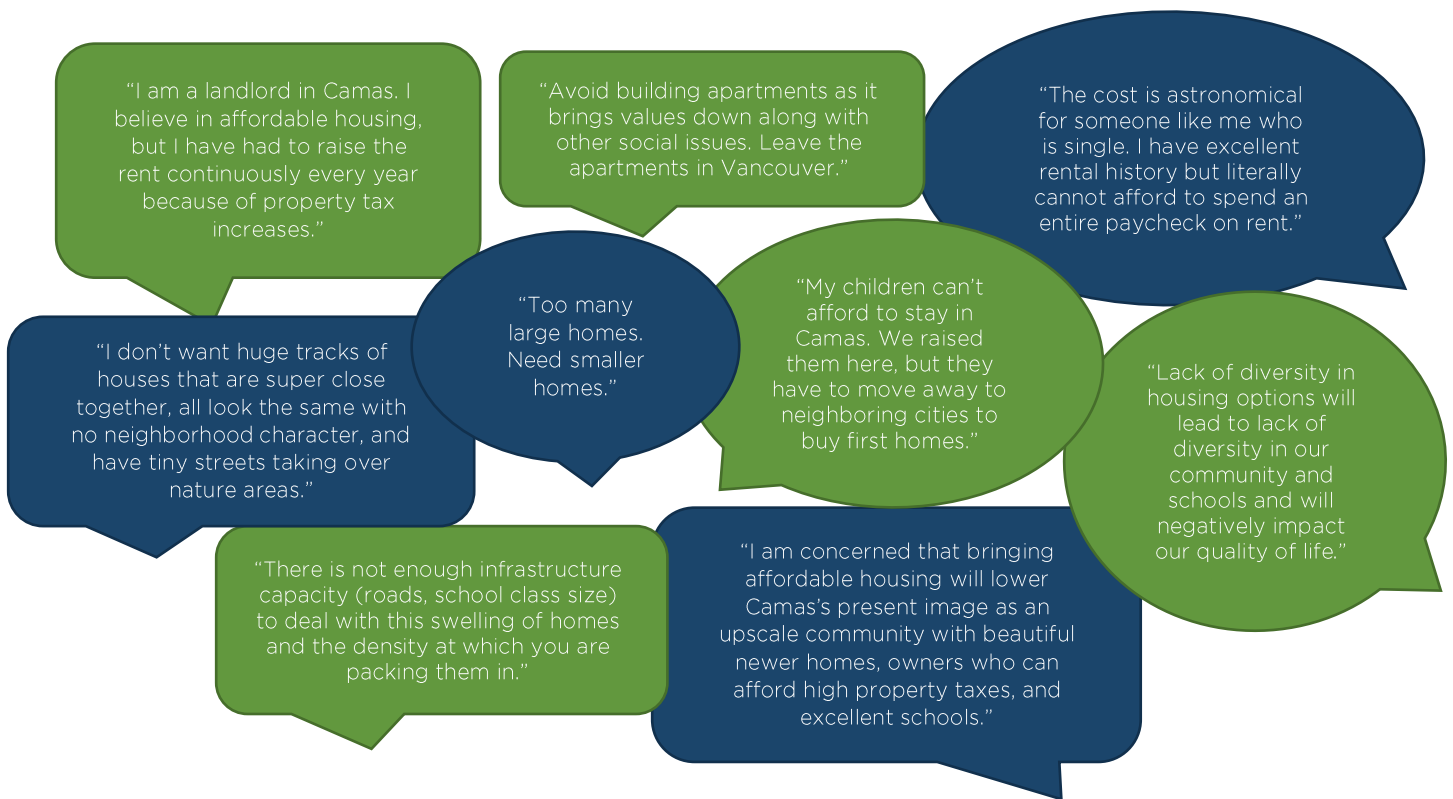 “I am a landlord in Camas. I
believe in affordable housing,
but I have had to raise the
rent continuously every year
because of property tax
increases.”
“Avoid building apartments as it
brings values down along with
other social issues. Leave the
apartments in Vancouver.”
“The cost is astronomical
for someone like me who
is single. I have excellent
rental history but literally
cannot afford to spend an
entire paycheck on rent.”
“I don’t want huge tracks of
houses that are super close
together, all look the same with
no neighborhood character, and
have tiny streets taking over
nature areas.”
“Too many
large homes.
Need smaller
homes.”
“My children can’t
afford to stay in
Camas. We raised
them here, but they
have to move away to
neighboring cities to
buy first homes.”
“Lack of diversity in
housing options will
lead to lack of
diversity in our
community and
schools and will
negatively impact
our quality of life.”
“There is not enough infrastructure
capacity (roads, school class size)
to deal with this swelling of homes
and the density at which you are
packing them in.”
“I am concerned that bringing
affordable housing will lower
Camas’s present image as an
upscale community with beautiful
newer homes, owners who can
afford high property taxes, and
excellent schools.”